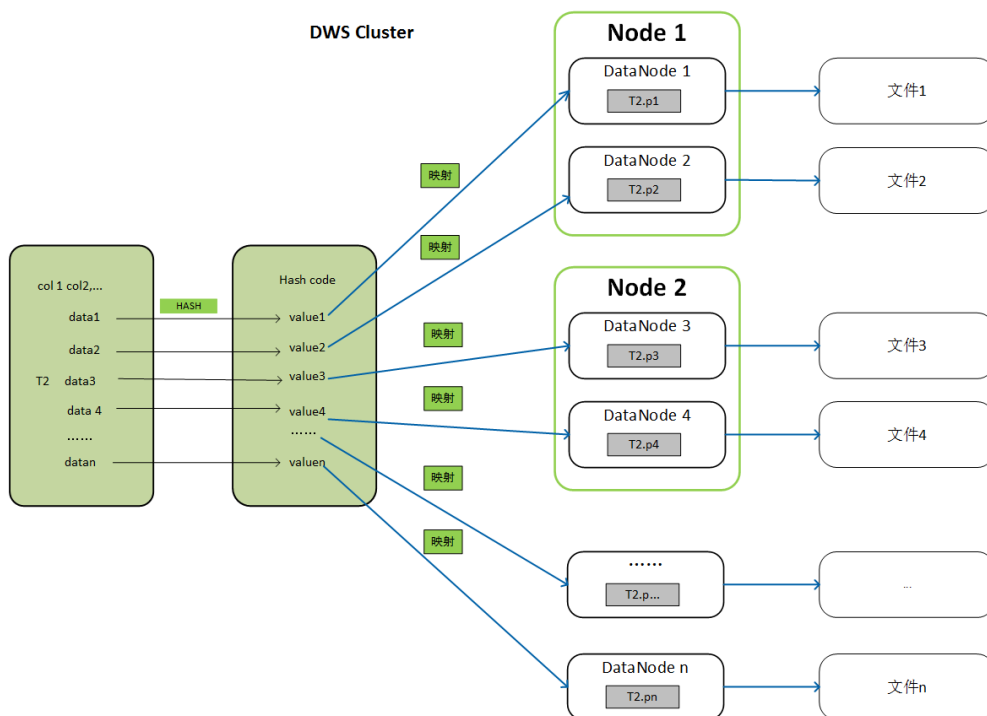 DWS Cluster
Node 1
DataNode 1
T2.p1
文件1
映射
DataNode 2
T2.p2
文件2
映射
col 1 col2,...
HASH
Hash code
data1
value1
data2
value2
T2 data3
value3
data 4
value4
……
……
datan
valuen
Node 2
映射
DataNode 3
T2.p3
文件3
映射
DataNode 4
T2.p4
文件4
映射
映射
……
T2.p...
...
DataNode n
T2.pn
文件n